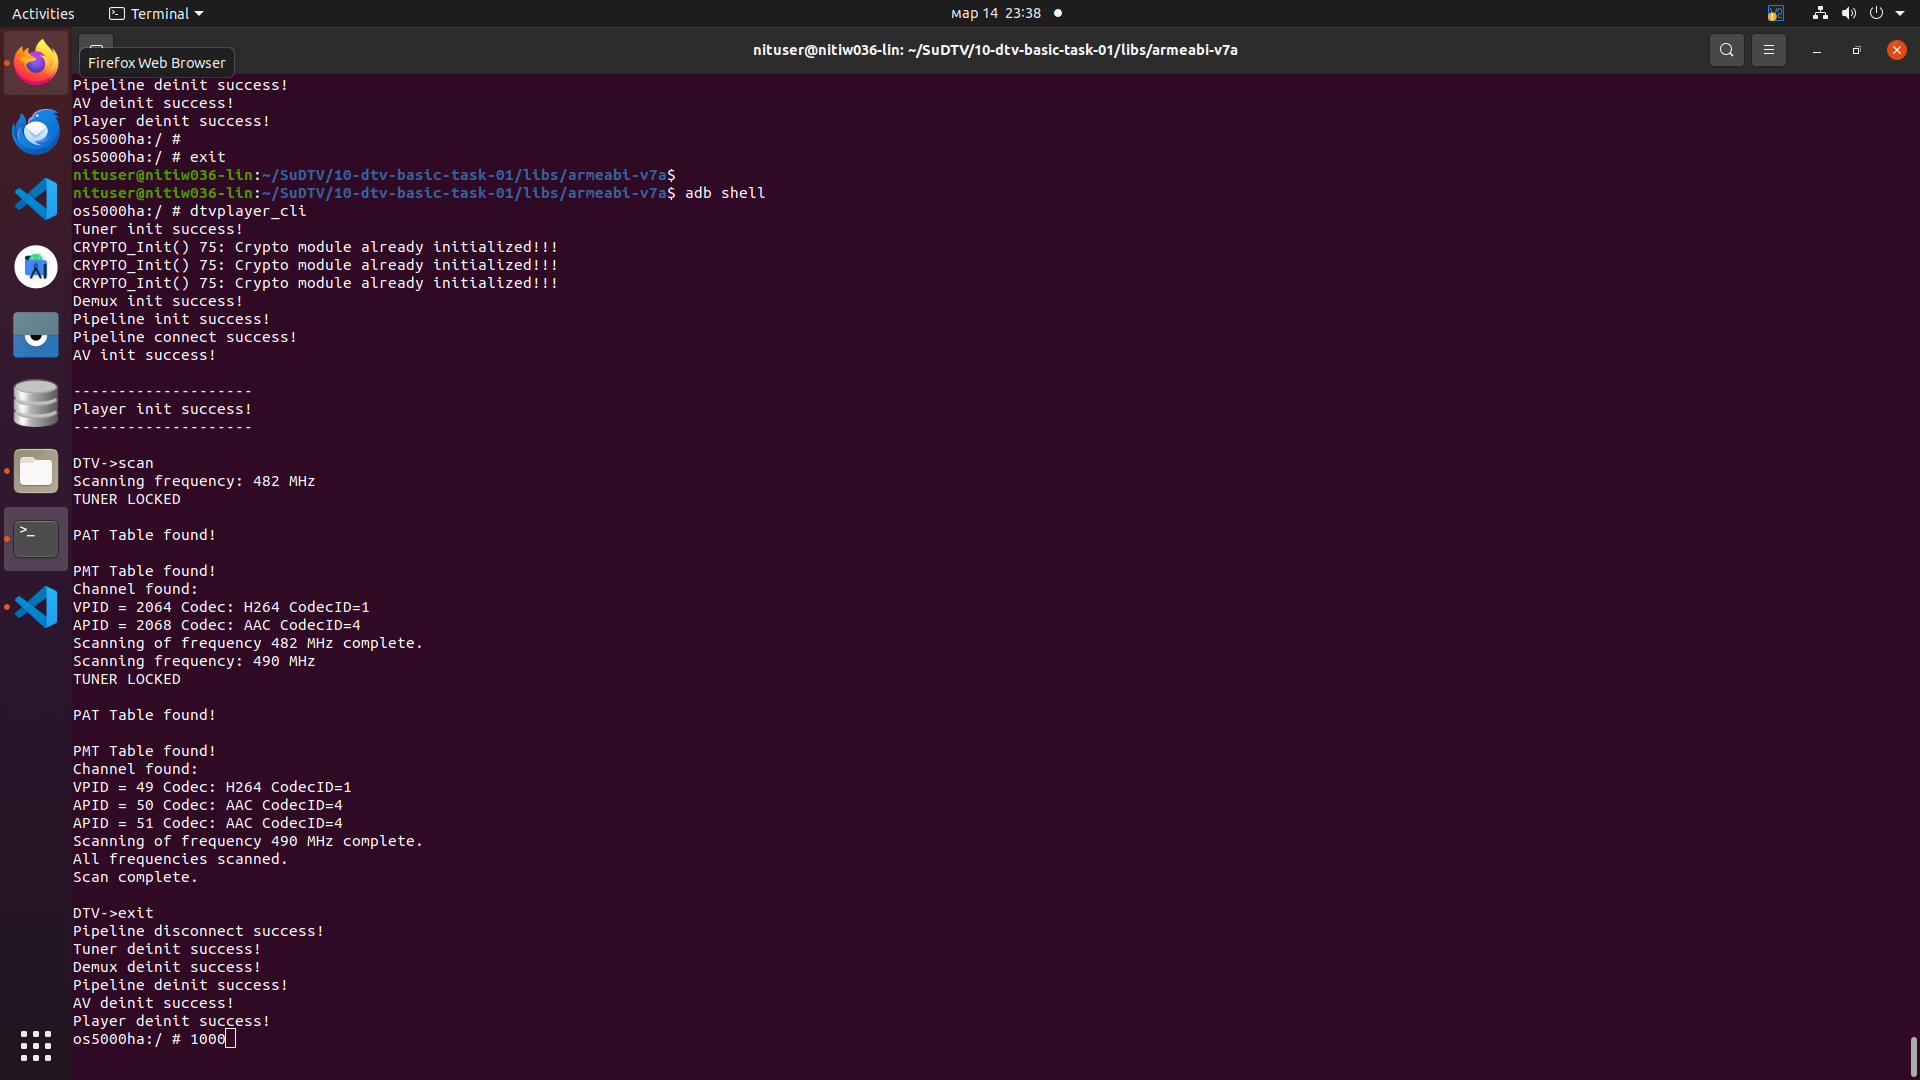 Activities
Terminal
мар 14 23:38
nituser@nitiw036-lin: ~/SuDTV/10-dtv-basic-task-01/libs/armeabi-v7a
Firefox Web Browser
Pipeline deinit success!
AV deinit success!
Player deinit success!
os5000ha:/ #
os5000ha:/ # exit
nituser@nitiw036-lin:~/SuDTV/10-dtv-basic-task-01/libs/armeabi-v7a$
nituser@nitiw036-lin:~/SuDTV/10-dtv-basic-task-01/libs/armeabi-v7a$ adb shell
os5000ha:/ # dtvplayer_cli
Tuner init success!
CRYPTO_Init() 75: Crypto module already initialized!!!
CRYPTO_Init() 75: Crypto module already initialized!!!
CRYPTO_Init() 75: Crypto module already initialized!!!
Demux init success!
Pipeline init success!
Pipeline connect success!
AV init success!
--------------------
Player init success!
--------------------
DTV->scan
Scanning frequency: 482 MHz
TUNER LOCKED
PAT Table found!
PMT Table found!
Channel found:
VPID = 2064 Codec: H264 CodecID=1
APID = 2068 Codec: AAC CodecID=4
Scanning of frequency 482 MHz complete.
Scanning frequency: 490 MHz
TUNER LOCKED
PAT Table found!
PMT Table found!
Channel found:
VPID = 49 Codec: H264 CodecID=1
APID = 50 Codec: AAC CodecID=4
APID = 51 Codec: AAC CodecID=4
Scanning of frequency 490 MHz complete.
All frequencies scanned.
Scan complete.
DTV->exit
Pipeline disconnect success!
Tuner deinit success!
Demux deinit success!
Pipeline deinit success!
AV deinit success!
Player deinit success!
os5000ha:/ # 1000